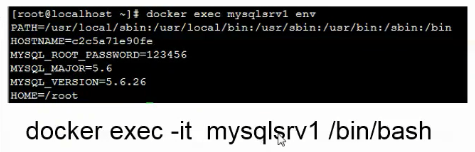 [root@localhost ~]# docker exec mysqlsrv1 env
PATH=/usr/local/sbin:/usr/local/bin:/usr/sbin:/usr/bin:/sbin:/bin
HOSTNAME=c2c5a71e90fe
MYSQL_ROOT_PASSWORD=123456
MYSQL_MAJOR=5.6
MYSQL_VERSION=5.6.26
HOME=/root
docker exec -it mysqlsrv1 /bin/bash